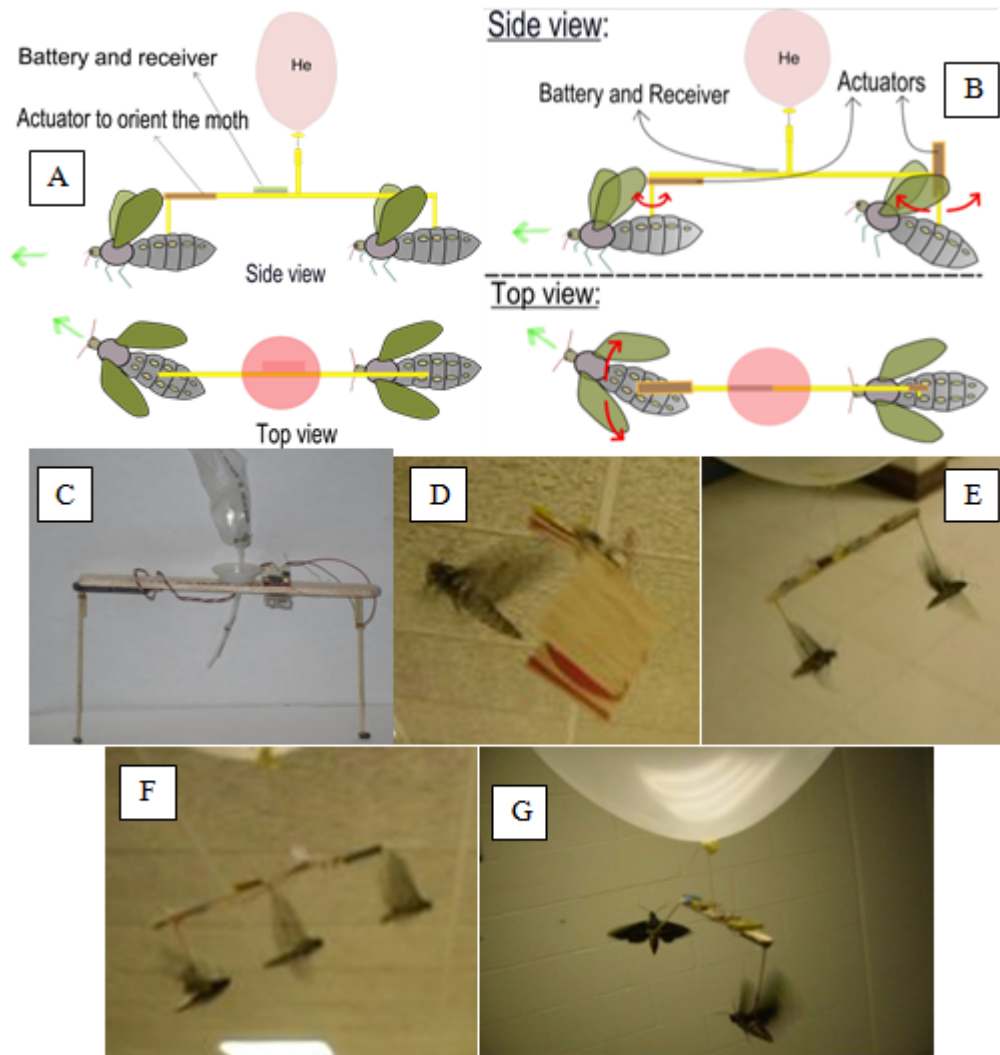 He
Battery and receiver
Actuator to orient the moth
A
Side view
Top view
Side view:
He
Actuators
B
Battery and Receiver
Top view:
C
D
E
F
G